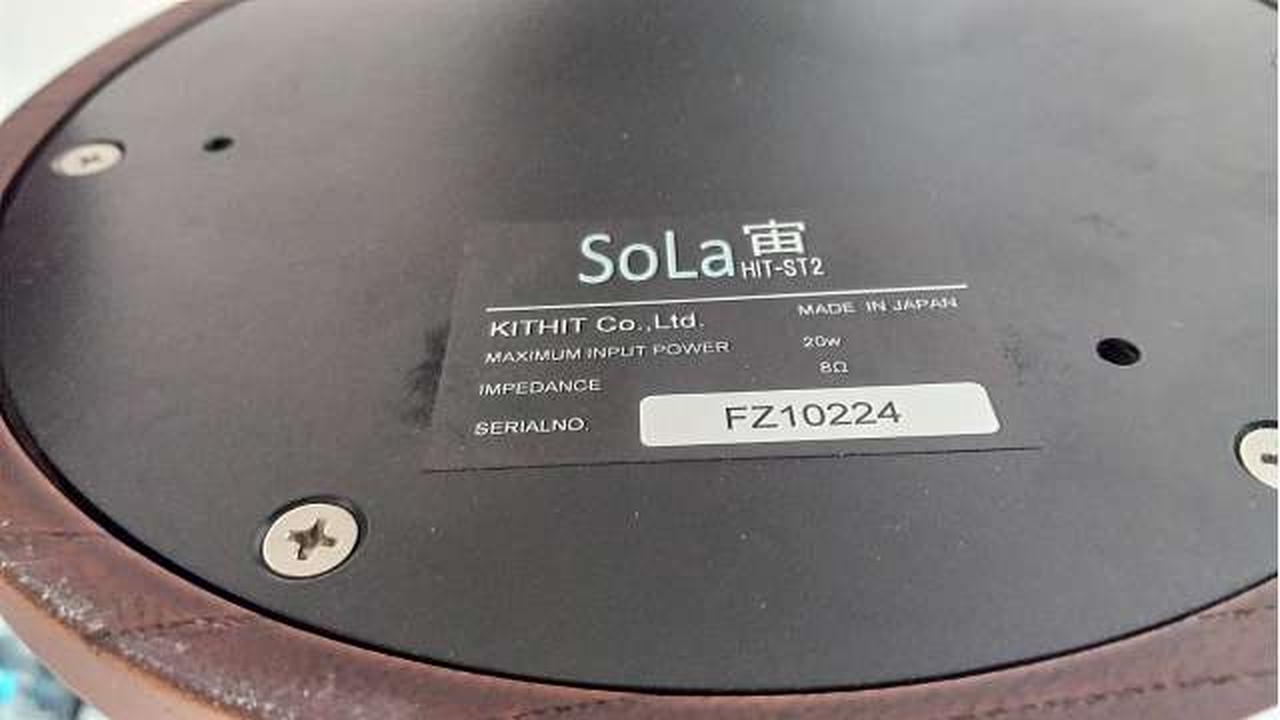 SoLa宙
HIT-ST2
KITHIT Co.,Ltd. MADE IN JAPAN
MAXIMUM INPUT POWER 20w
IMPEDANCE 8Ω
SERIALNO. FZ10224